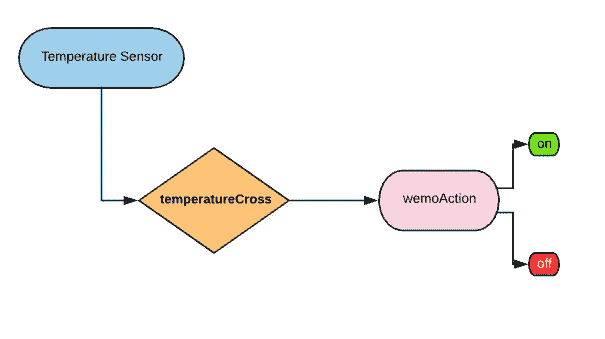 Temperature Sensor
on
temperatureCross
wemoAction
off